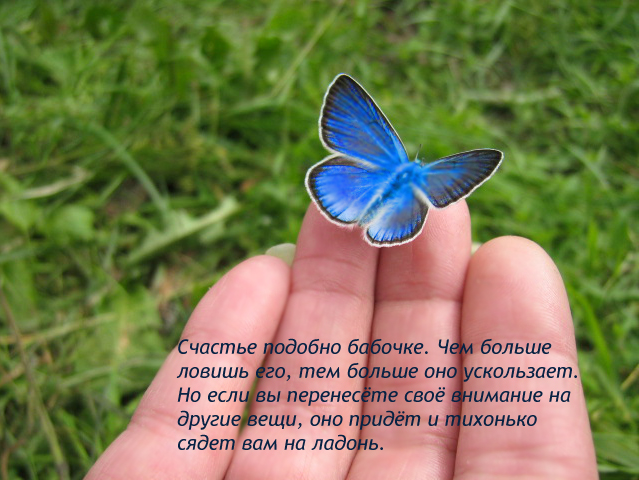 Счастье подобно бабочке. Чем больше
ловишь его, тем больше оно ускользает.
Но если вы перенесёте своё внимание на
другие вещи, оно придёт и тихонько
сядет вам на ладонь.